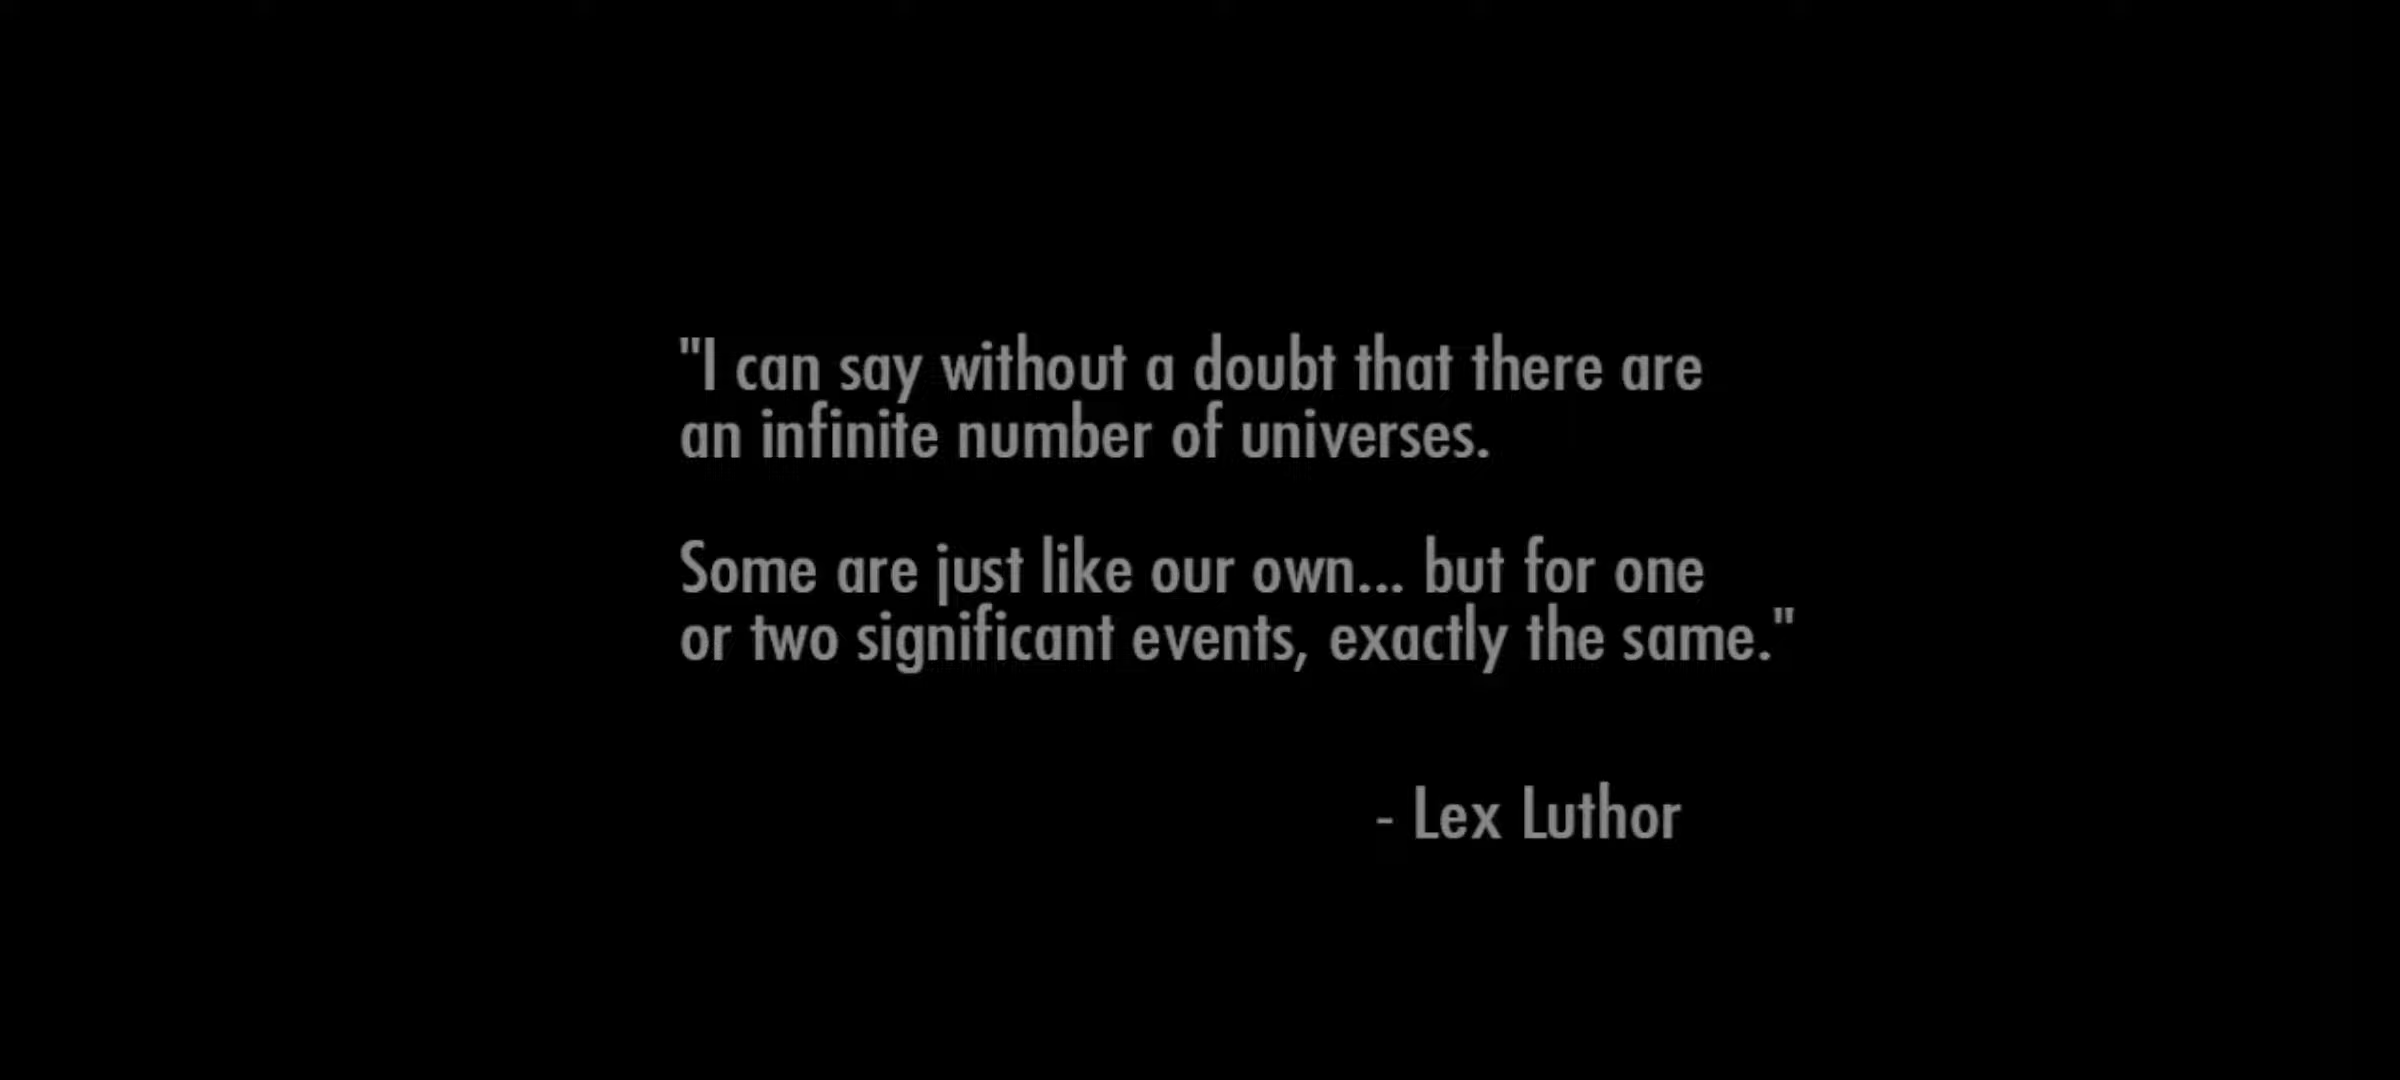 "I can say without a doubt that there are
an infinite number of universes.
Some are just like our own... but for one
or two significant events, exactly the same."
- Lex Luthor